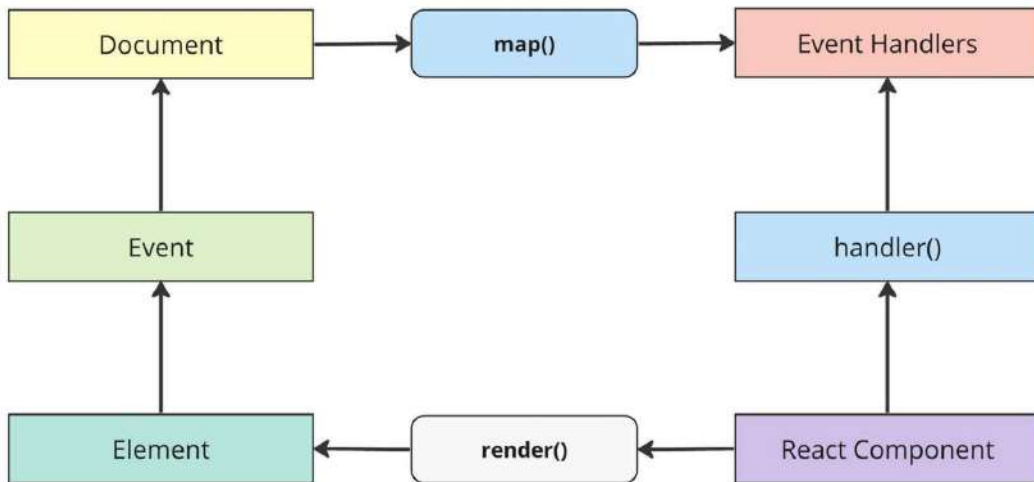 Document
map()
Event Handlers
Event
handler()
Element
render()
React Component